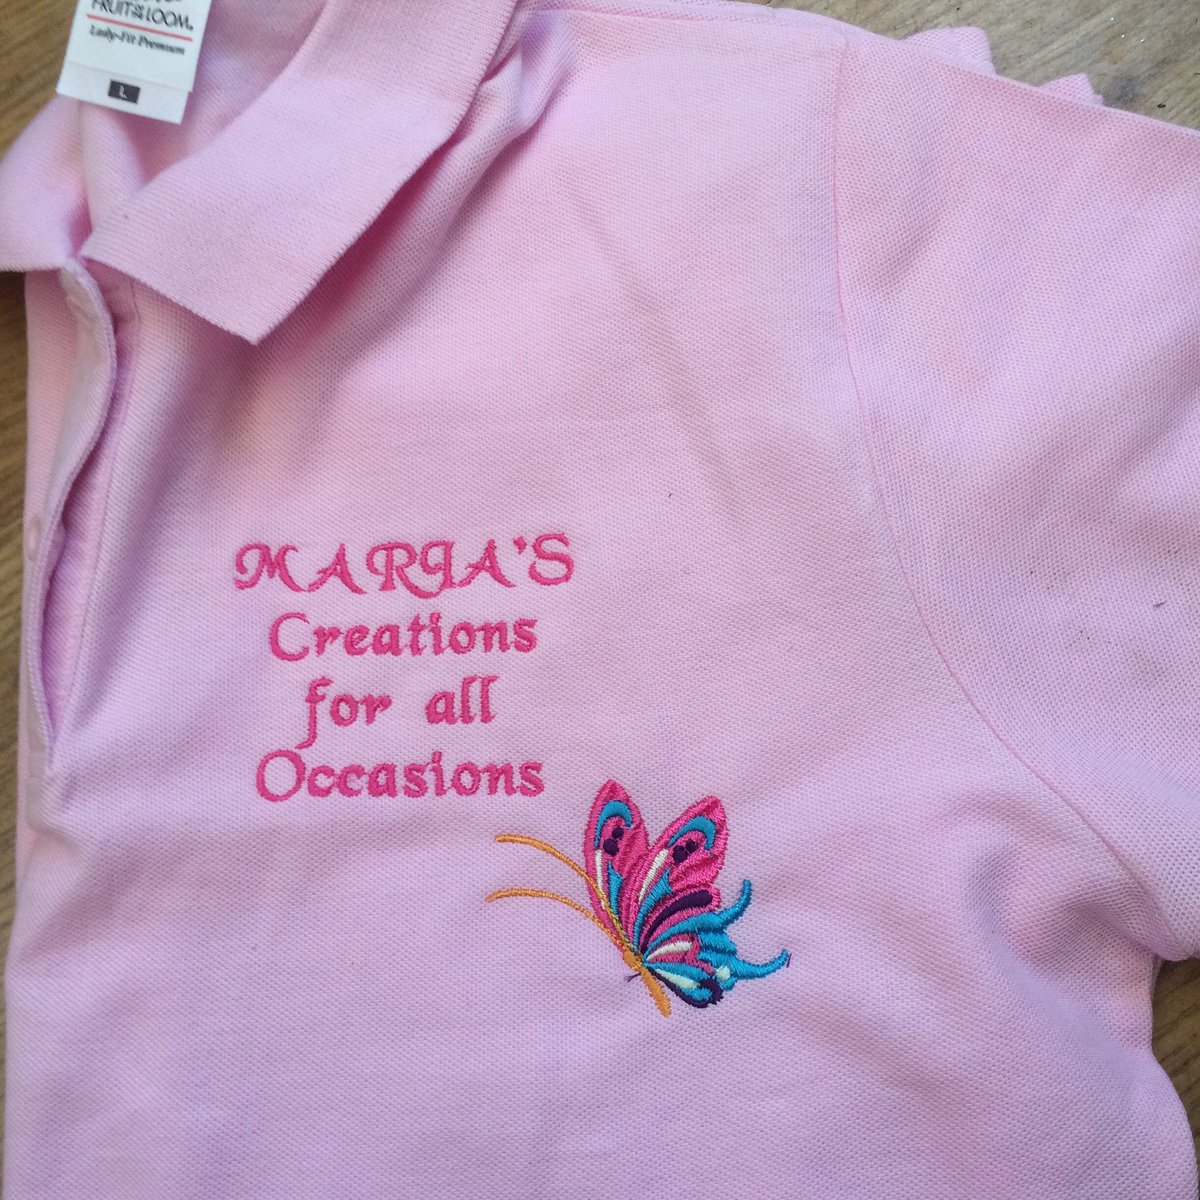 FRUIT OF THE LOOM.
Lady-Fit Premium
L
MARIA'S
Creations
for all
Occasions